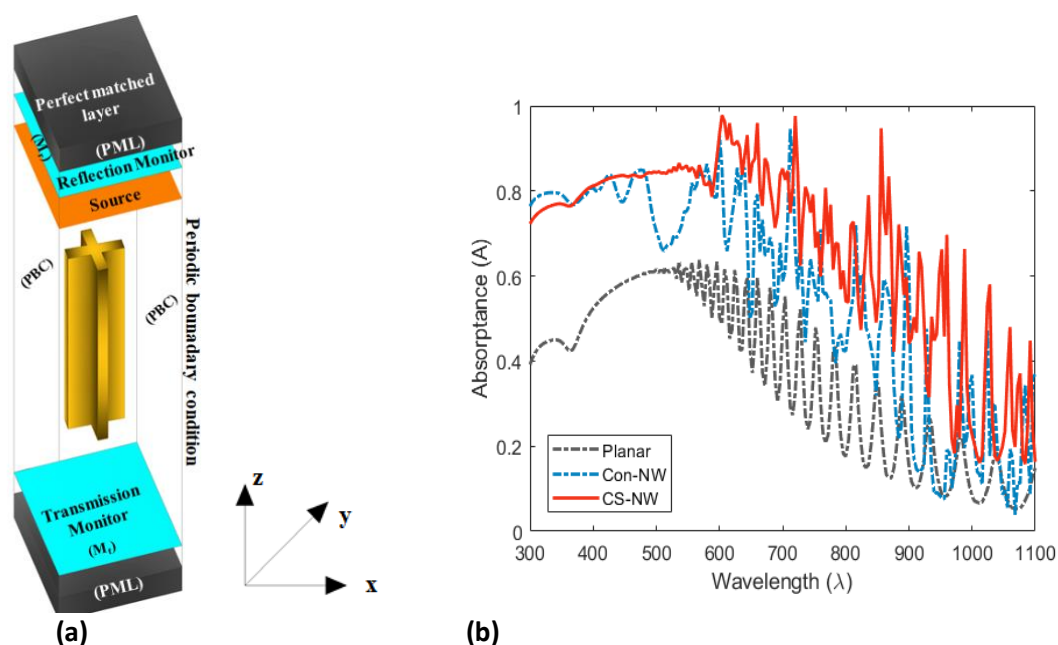 Perfect matched
layer
(PML)
(Mr)
Reflection Monitor
Source
(PBC)
(PBC)
Periodic boundary condition
Transmission
Monitor
(Mt)
(PML)
z
y
x
(a)
1
0.8
0.6
0.4
0.2
0
Absorptance (A)
Planar
Con-NW
CS-NW
300 400 500 600 700 800 900 1000 1100
Wavelength (λ)
(b)